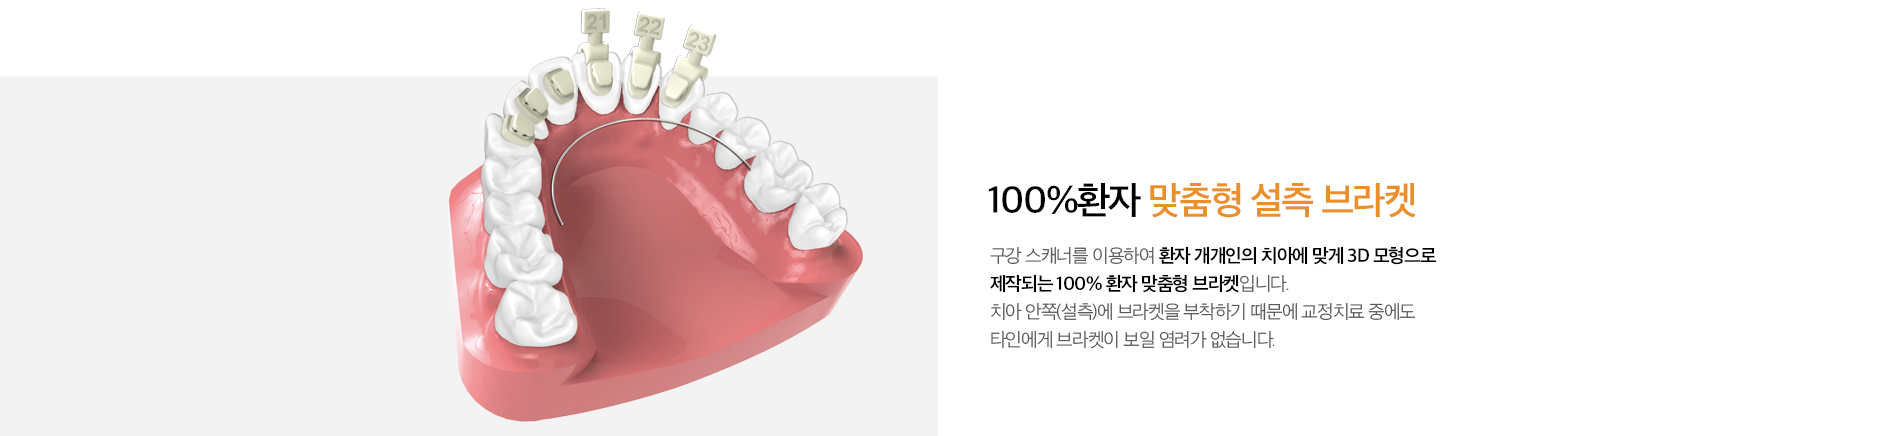 21
22
23
100%환자 맞춤형 설측 브라켓
구강 스캐너를 이용하여 환자 개개인의 치아에 맞게 3D 모형으로
제작되는 100% 환자 맞춤형 브라켓입니다.
치아 안쪽(설측)에 브라켓을 부착하기 때문에 교정치료 중에도
타인에게 브라켓이 보일 염려가 없습니다.